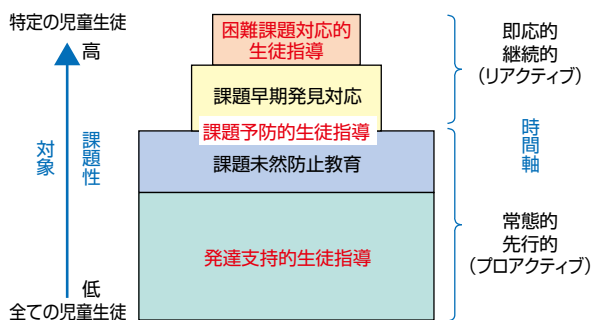 特定の児童生徒
高
対象
課題性
低
全ての児童生徒
困難課題対応的
生徒指導
課題早期発見対応
課題予防的生徒指導
課題未然防止教育
発達支持的生徒指導
即応的
継続的
（リアクティブ）
時間軸
常態的
先行的
（プロアクティブ）